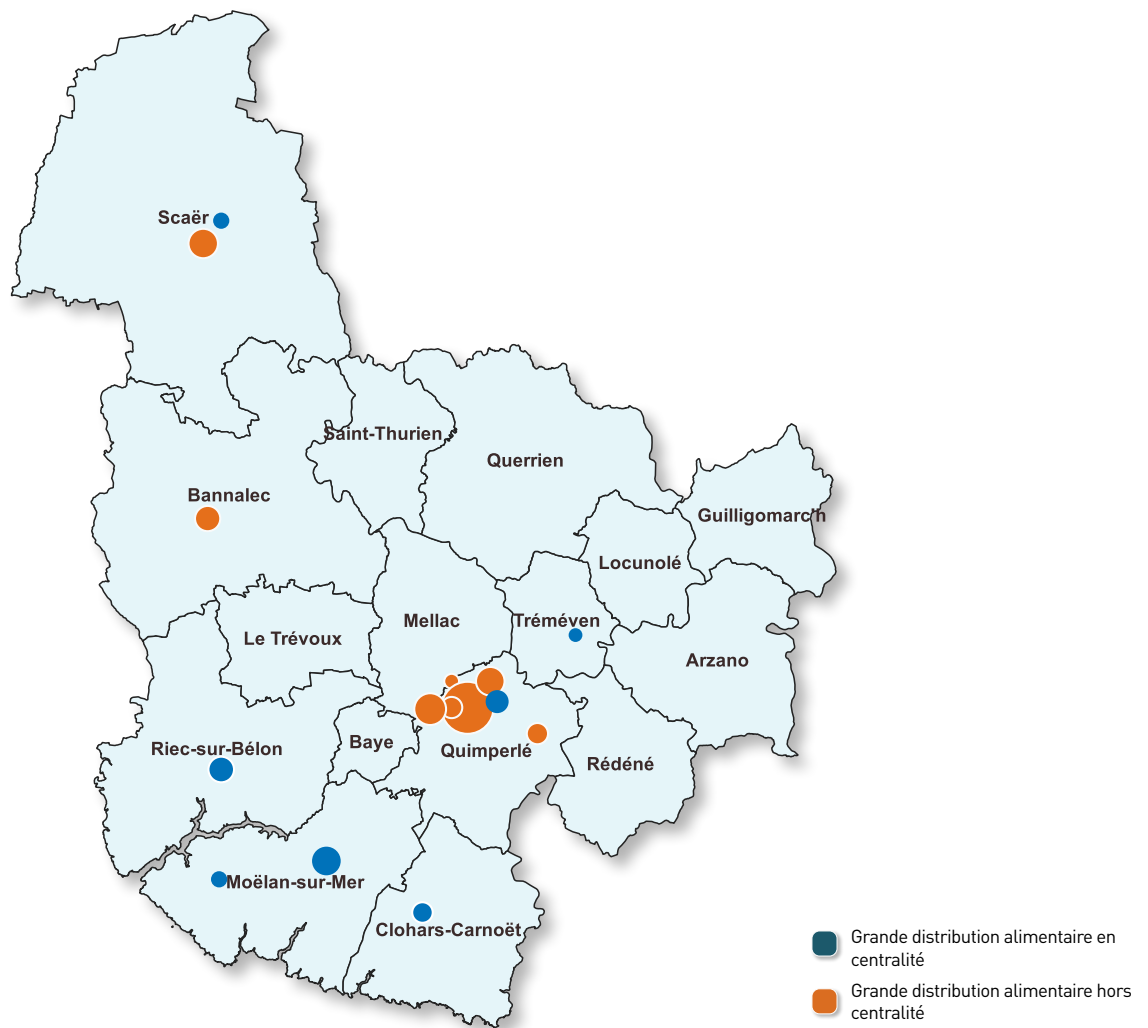 Scaër
Saint-Thurien
Querrien
Bannalec
Guilligomarc'h
Locunolé
Mellac
Tréméven
Le Trévoux
Arzano
Riec-sur-Bélon
Baye
Quimperlé
Rédéné
Moëlan-sur-Mer
Clohars-Carnoët
Grande distribution alimentaire en
centralité
Grande distribution alimentaire hors
centralité